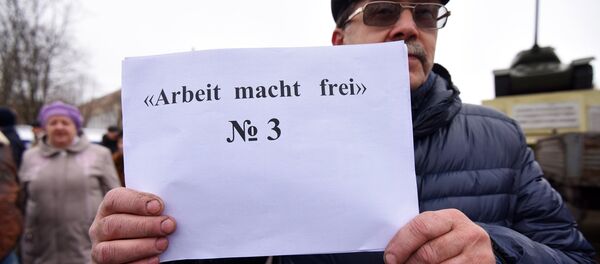 «Arbeit macht frei»
№ 3